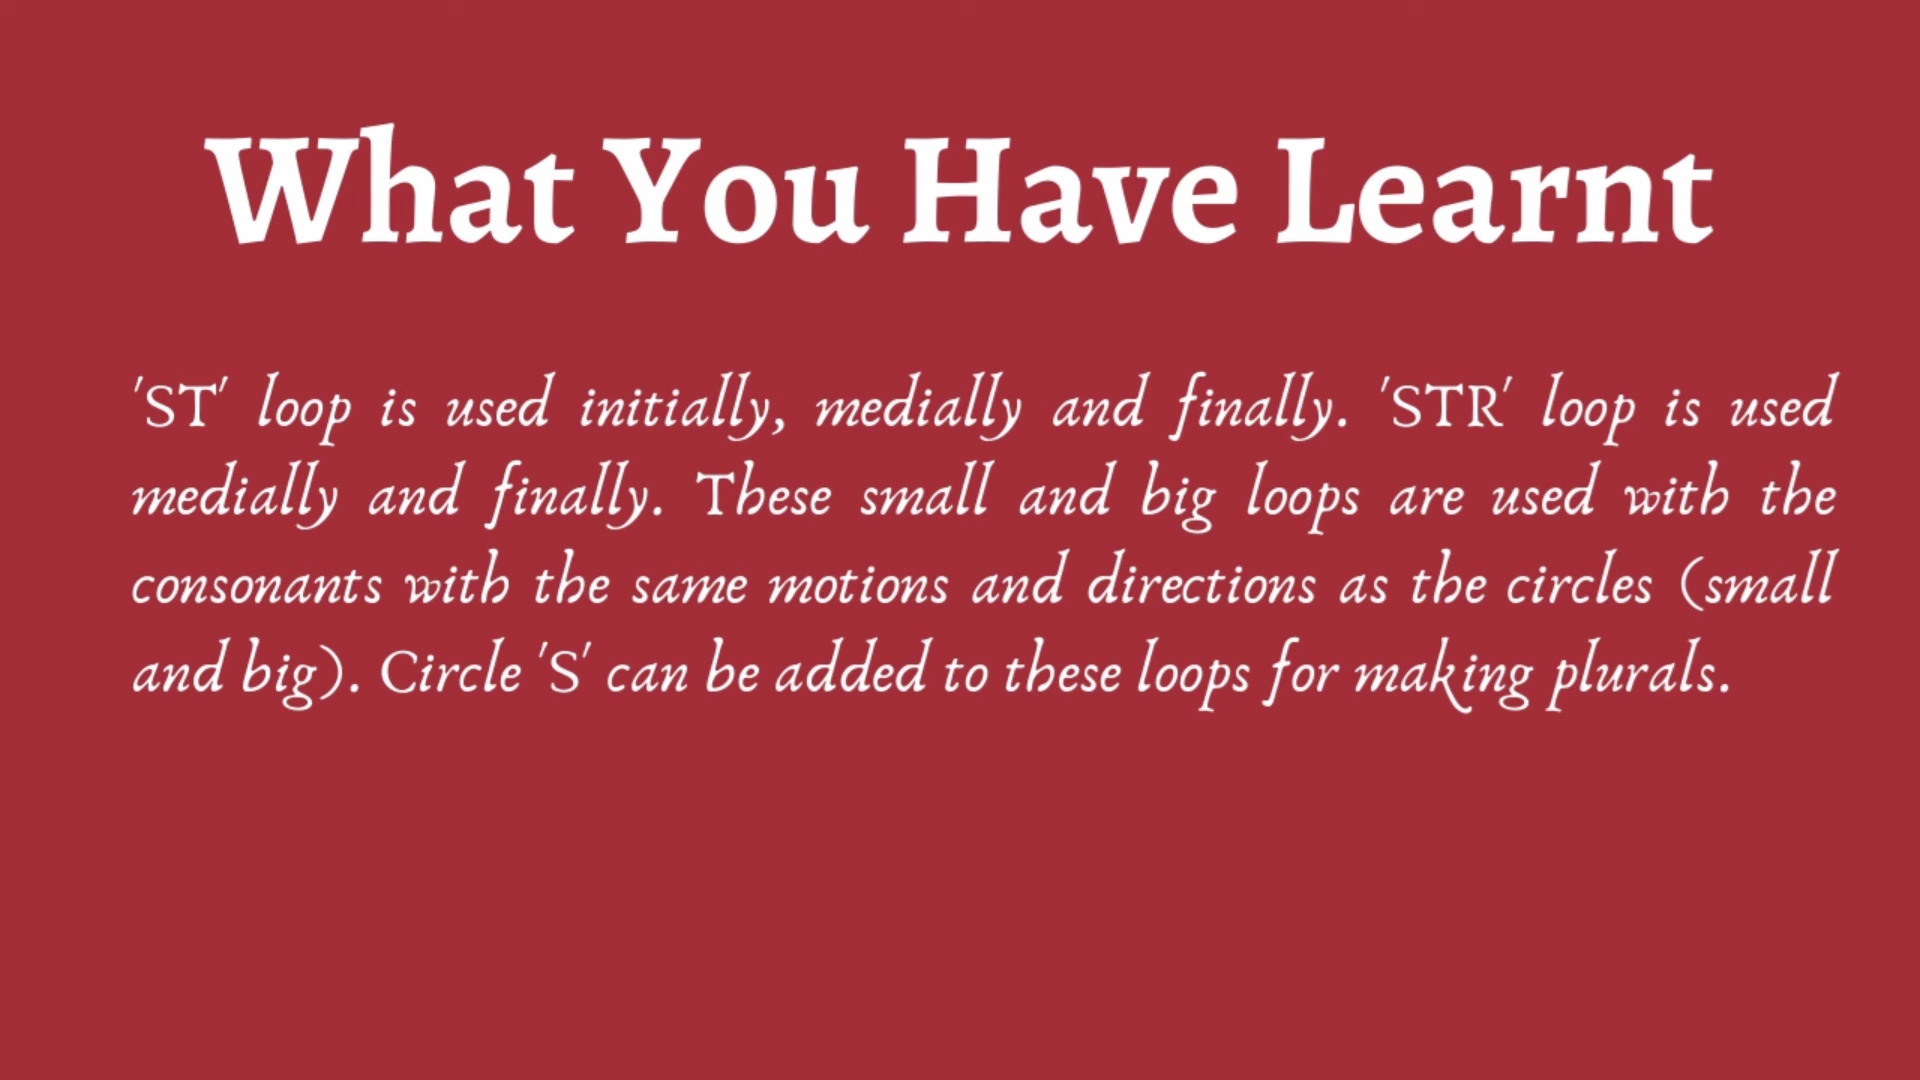 What You Have Learnt
'ST' loop is used initially, medially and finally. 'STR' loop is used
medially and finally. These small and big loops are used with the
consonants with the same motions and directions as the circles (small
and big). Circle 'S' can be added to these loops for making plurals.